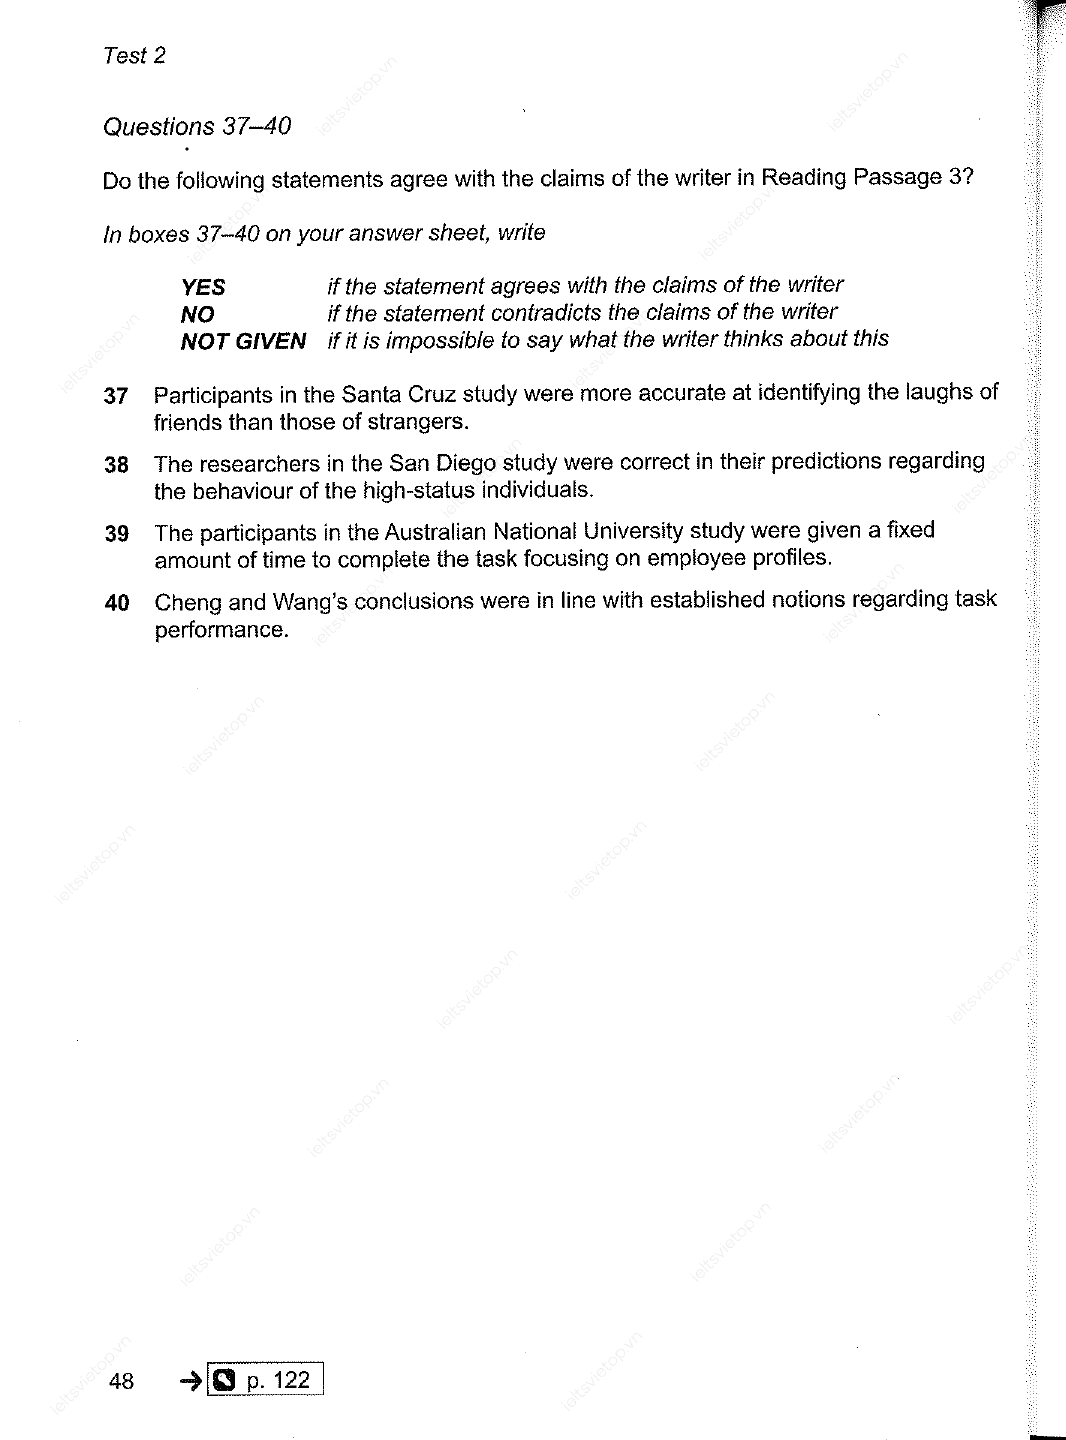 Test 2
Questions 37–40
Do the following statements agree with the claims of the writer in Reading Passage 3?
In boxes 37–40 on your answer sheet, write
YES if the statement agrees with the claims of the writer
NO if the statement contradicts the claims of the writer
NOT GIVEN if it is impossible to say what the writer thinks about this
37 Participants in the Santa Cruz study were more accurate at identifying the laughs of
friends than those of strangers.
38 The researchers in the San Diego study were correct in their predictions regarding
the behaviour of the high-status individuals.
39 The participants in the Australian National University study were given a fixed
amount of time to complete the task focusing on employee profiles.
40 Cheng and Wang's conclusions were in line with established notions regarding task
performance.
48 → p. 122
ieltsvietop.vn